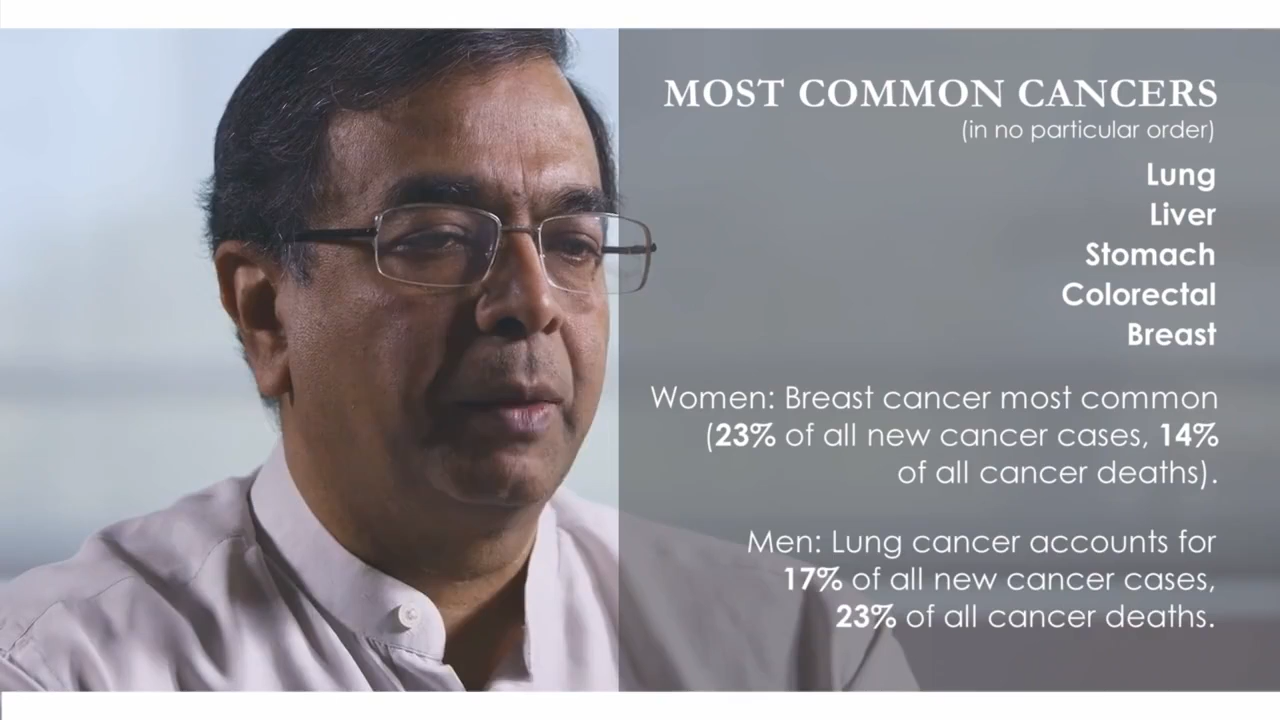 MOST COMMON CANCERS
(in no particular order)
Lung
Liver
Stomach
Colorectal
Breast
Women: Breast cancer most common
(23% of all new cancer cases, 14%
of all cancer deaths).
Men: Lung cancer accounts for
17% of all new cancer cases,
23% of all cancer deaths.